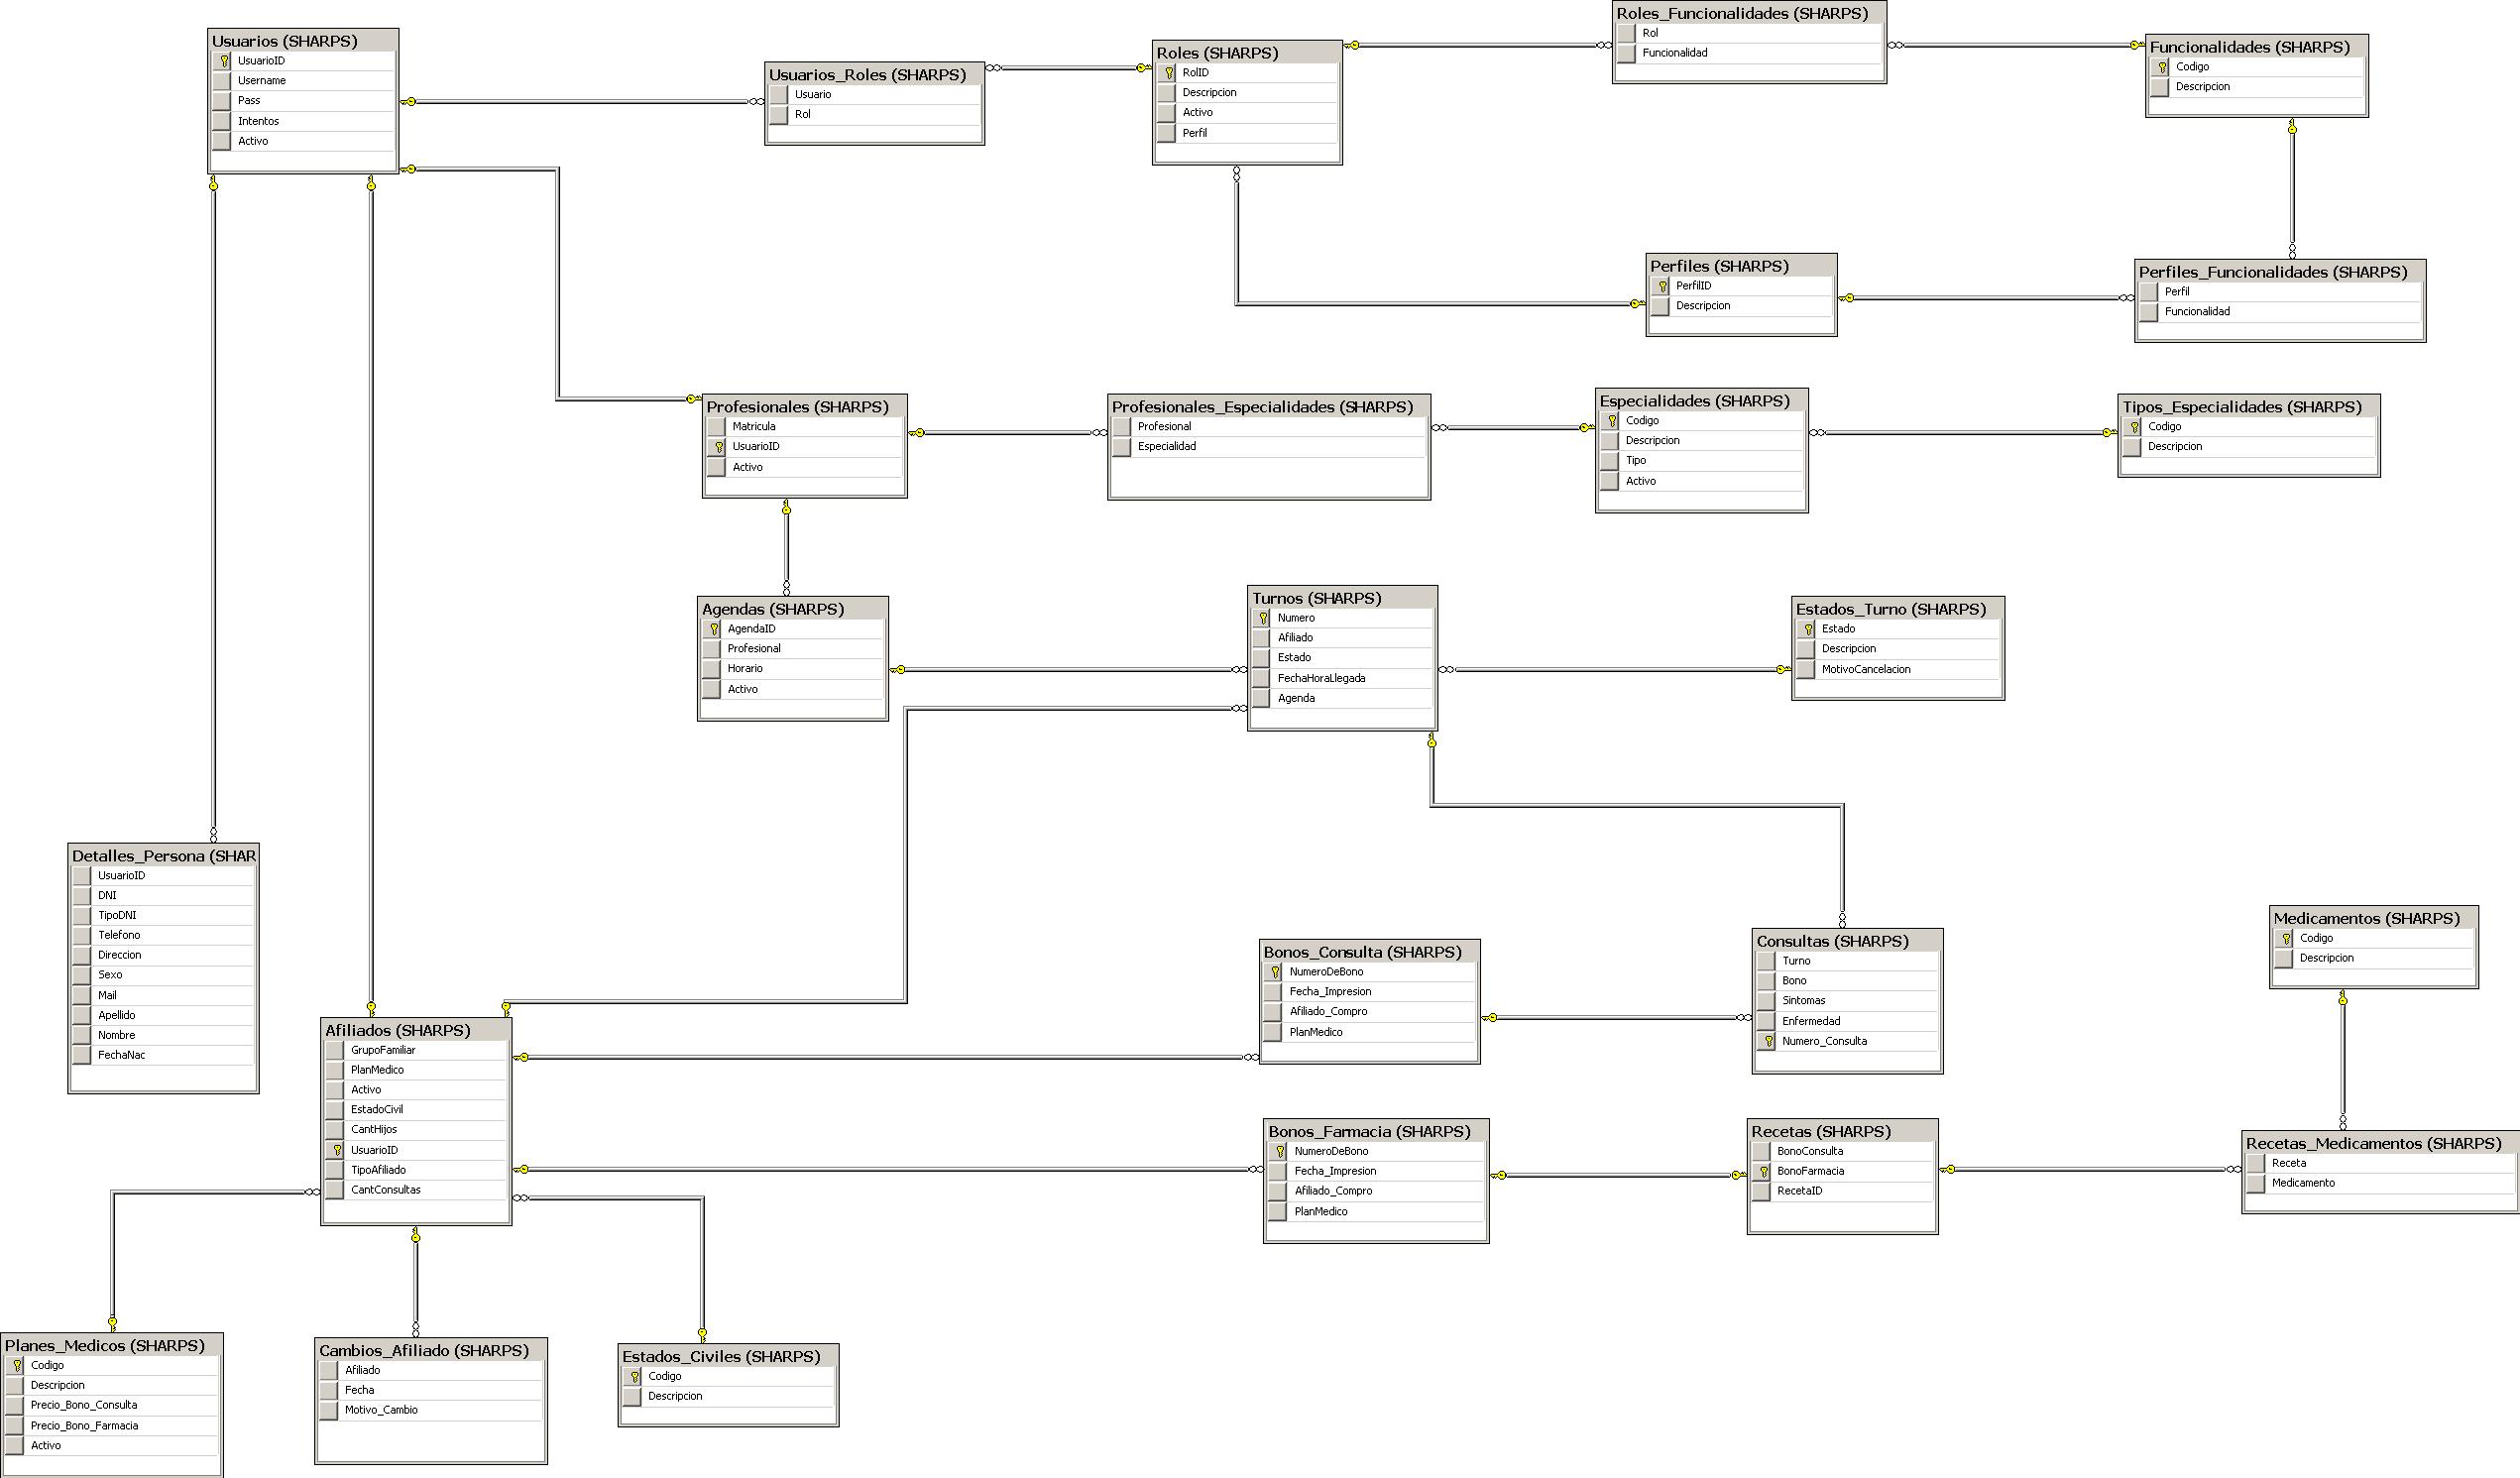 Usuarios (SHARPS)
UsuarioID
Username
Pass
Intentos
Activo
Usuarios_Roles (SHARPS)
Usuario
Rol
Roles (SHARPS)
RolID
Descripcion
Activo
Perfil
Roles_Funcionalidades (SHARPS)
Rol
Funcionalidad
Funcionalidades (SHARPS)
Codigo
Descripcion
Perfiles (SHARPS)
PerfilID
Descripcion
Perfiles_Funcionalidades (SHARPS)
Perfil
Funcionalidad
Profesionales (SHARPS)
Matricula
UsuarioID
Activo
Profesionales_Especialidades (SHARPS)
Profesional
Especialidad
Especialidades (SHARPS)
Codigo
Descripcion
Tipo
Activo
Tipos_Especialidades (SHARPS)
Codigo
Descripcion
Agendas (SHARPS)
AgendaID
Profesional
Horario
Activo
Turnos (SHARPS)
Numero
Afiliado
Estado
FechaHoraLlegada
Agenda
Estados_Turno (SHARPS)
Estado
Descripcion
MotivoCancelacion
Detalles_Persona (SHAR
UsuarioID
DNI
TipoDNI
Telefono
Direccion
Sexo
Mail
Apellido
Nombre
FechaNac
Afiliados (SHARPS)
GrupoFamiliar
PlanMedico
Activo
EstadoCivil
CantHijos
UsuarioID
TipoAfiliado
CantConsultas
Bonos_Consulta (SHARPS)
NumeroDeBono
Fecha_Impresion
Afiliado_Compro
PlanMedico
Consultas (SHARPS)
Turno
Bono
Sintomas
Enfermedad
Numero_Consulta
Medicamentos (SHARPS)
Codigo
Descripcion
Bonos_Farmacia (SHARPS)
NumeroDeBono
Fecha_Impresion
Afiliado_Compro
PlanMedico
Recetas (SHARPS)
BonoConsulta
BonoFarmacia
RecetaID
Recetas_Medicamentos (SHARPS)
Receta
Medicamento
Planes_Medicos (SHARPS)
Codigo
Descripcion
Precio_Bono_Consulta
Precio_Bono_Farmacia
Activo
Cambios_Afiliado (SHARPS)
Afiliado
Fecha
Motivo_Cambio
Estados_Civiles (SHARPS)
Codigo
Descripcion